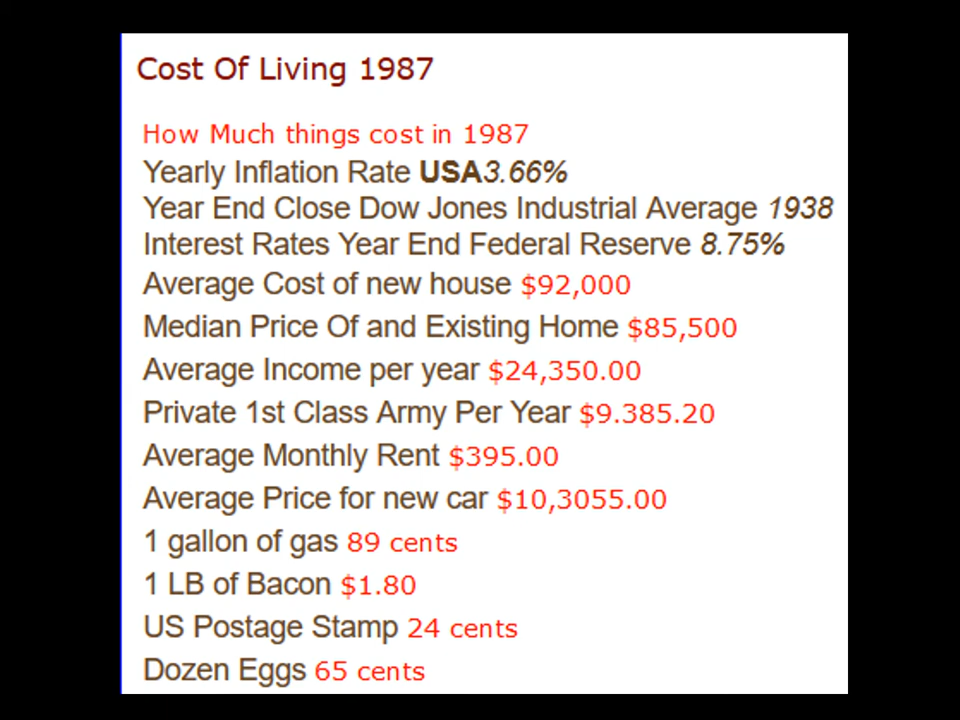 Cost Of Living 1987
How Much things cost in 1987
Yearly Inflation Rate USA3.66%
Year End Close Dow Jones Industrial Average 1938
Interest Rates Year End Federal Reserve 8.75%
Average Cost of new house $92,000
Median Price Of and Existing Home $85,500
Average Income per year $24,350.00
Private 1st Class Army Per Year $9.385.20
Average Monthly Rent $395.00
Average Price for new car $10,3055.00
1 gallon of gas 89 cents
1 LB of Bacon $1.80
US Postage Stamp 24 cents
Dozen Eggs 65 cents